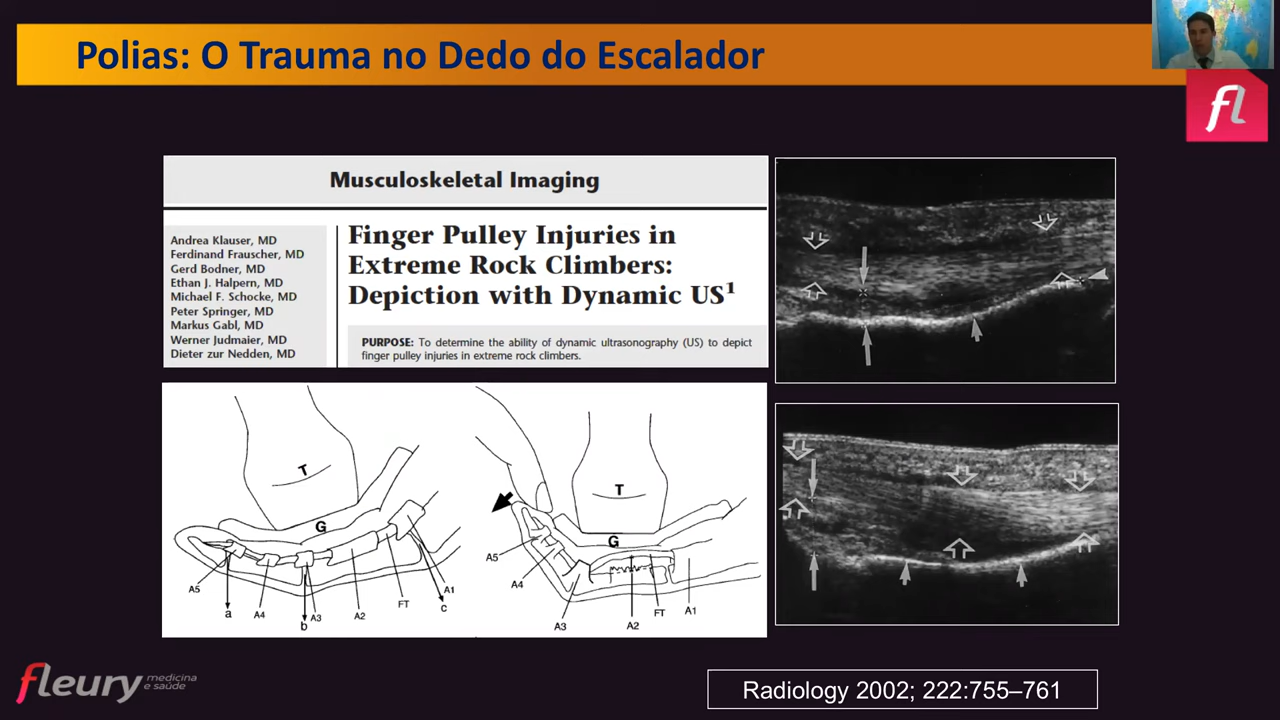 Polias: O Trauma no Dedo do Escalador
fl
Musculoskeletal Imaging
Andrea Klauser, MD
Ferdinand Frauscher, MD
Gerd Bodner, MD
Ethan J. Halpern, MD
Michael F. Schocke, MD
Peter Springer, MD
Markus Gabl, MD
Werner Judmaier, MD
Dieter zur Nedden, MD
Finger Pulley Injuries in
Extreme Rock Climbers:
Depiction with Dynamic US¹
PURPOSE: To determine the ability of dynamic ultrasonography (US) to depict
finger pulley injuries in extreme rock climbers.
T
G
A5
a
A4
b
A3
A2
FT
A1
c
T
G
A5
A4
A3
A2
FT
A1
fleury medicina
e saúde
Radiology 2002; 222:755–761